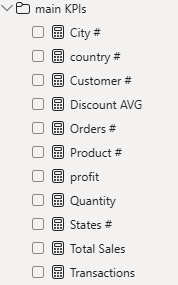 main KPIs
City #
country #
Customer #
Discount AVG
Orders #
Product #
profit
Quantity
States #
Total Sales
Transactions